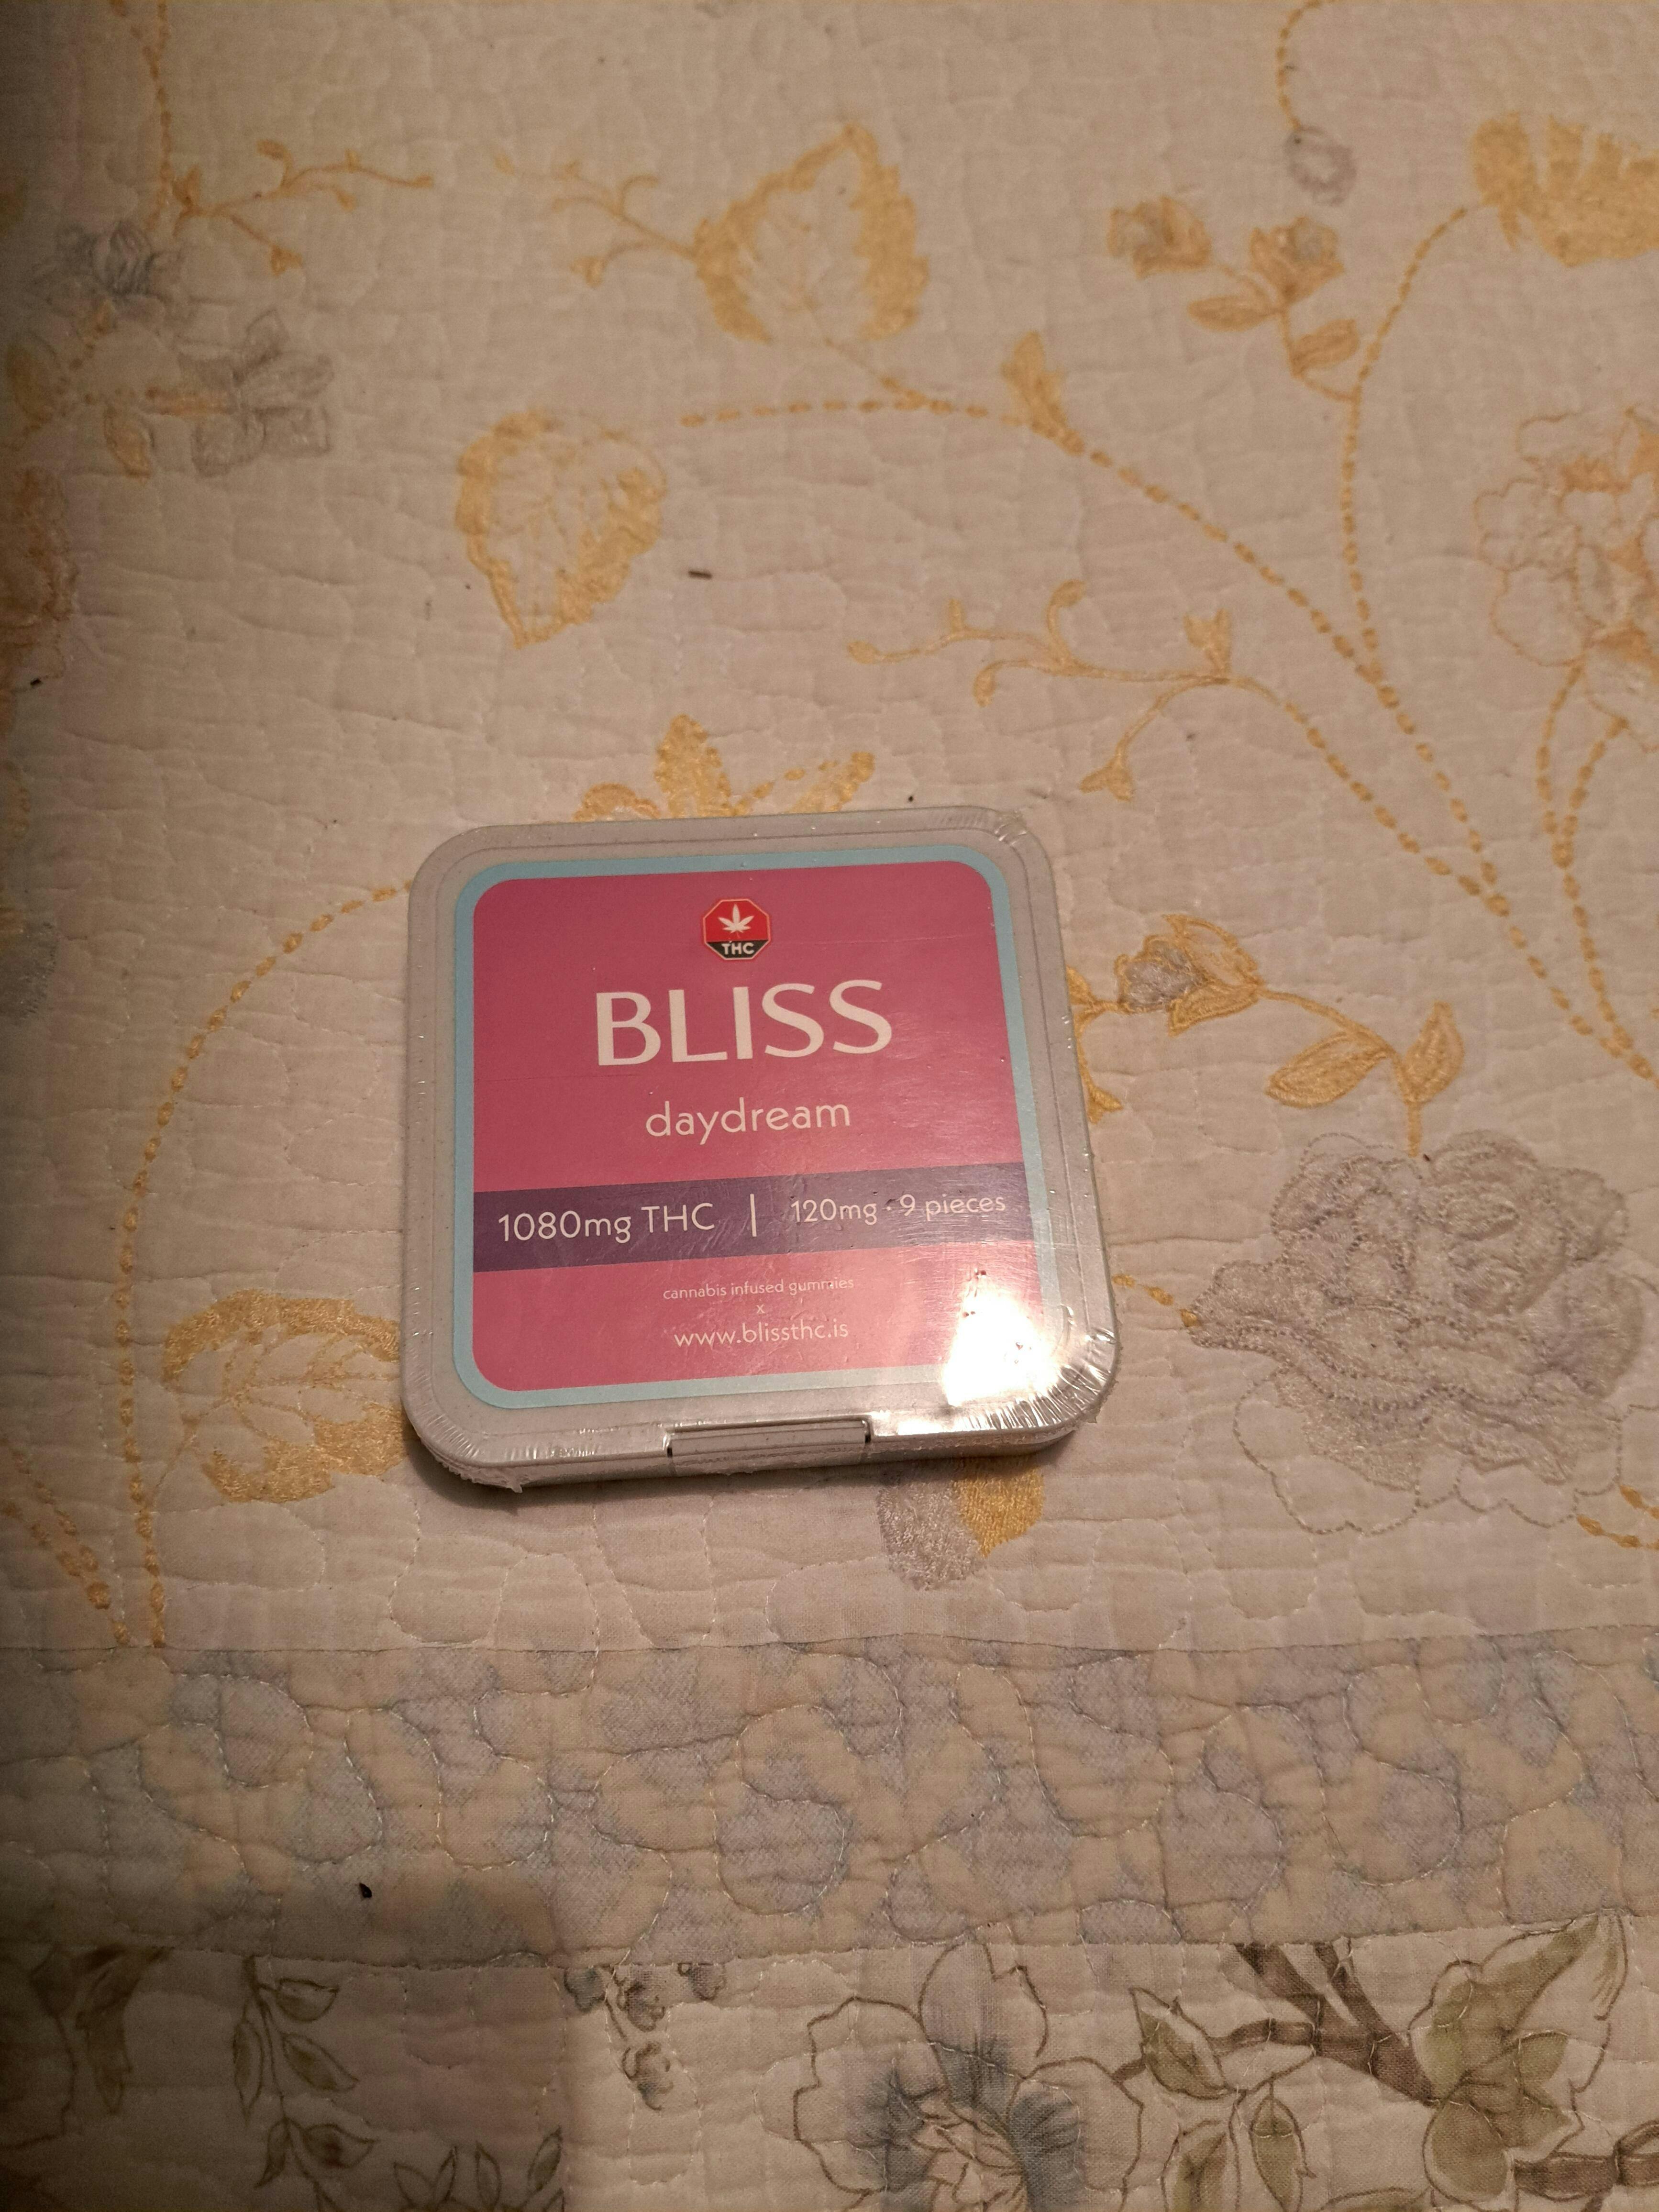 THC
BLISS
daydream
1080mg THC | 120mg · 9 pieces
cannabis infused gummies
x
www.blissthc.is